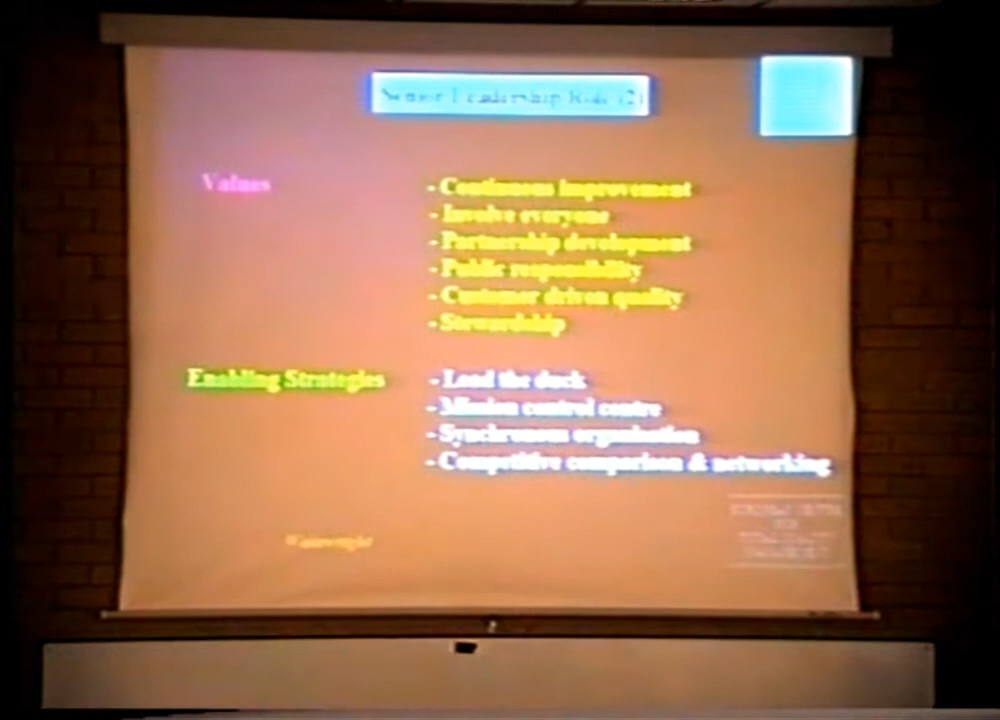 Senior Leadership Role (2)
Values
- Continuous Improvement
- Involve everyone
- Partnership development
- Public responsibility
- Customer driven quality
- Stewardship
Enabling Strategies
- Lead the duck
- Mission control centre
- Synchronous organisation
- Competitive comparison & networking